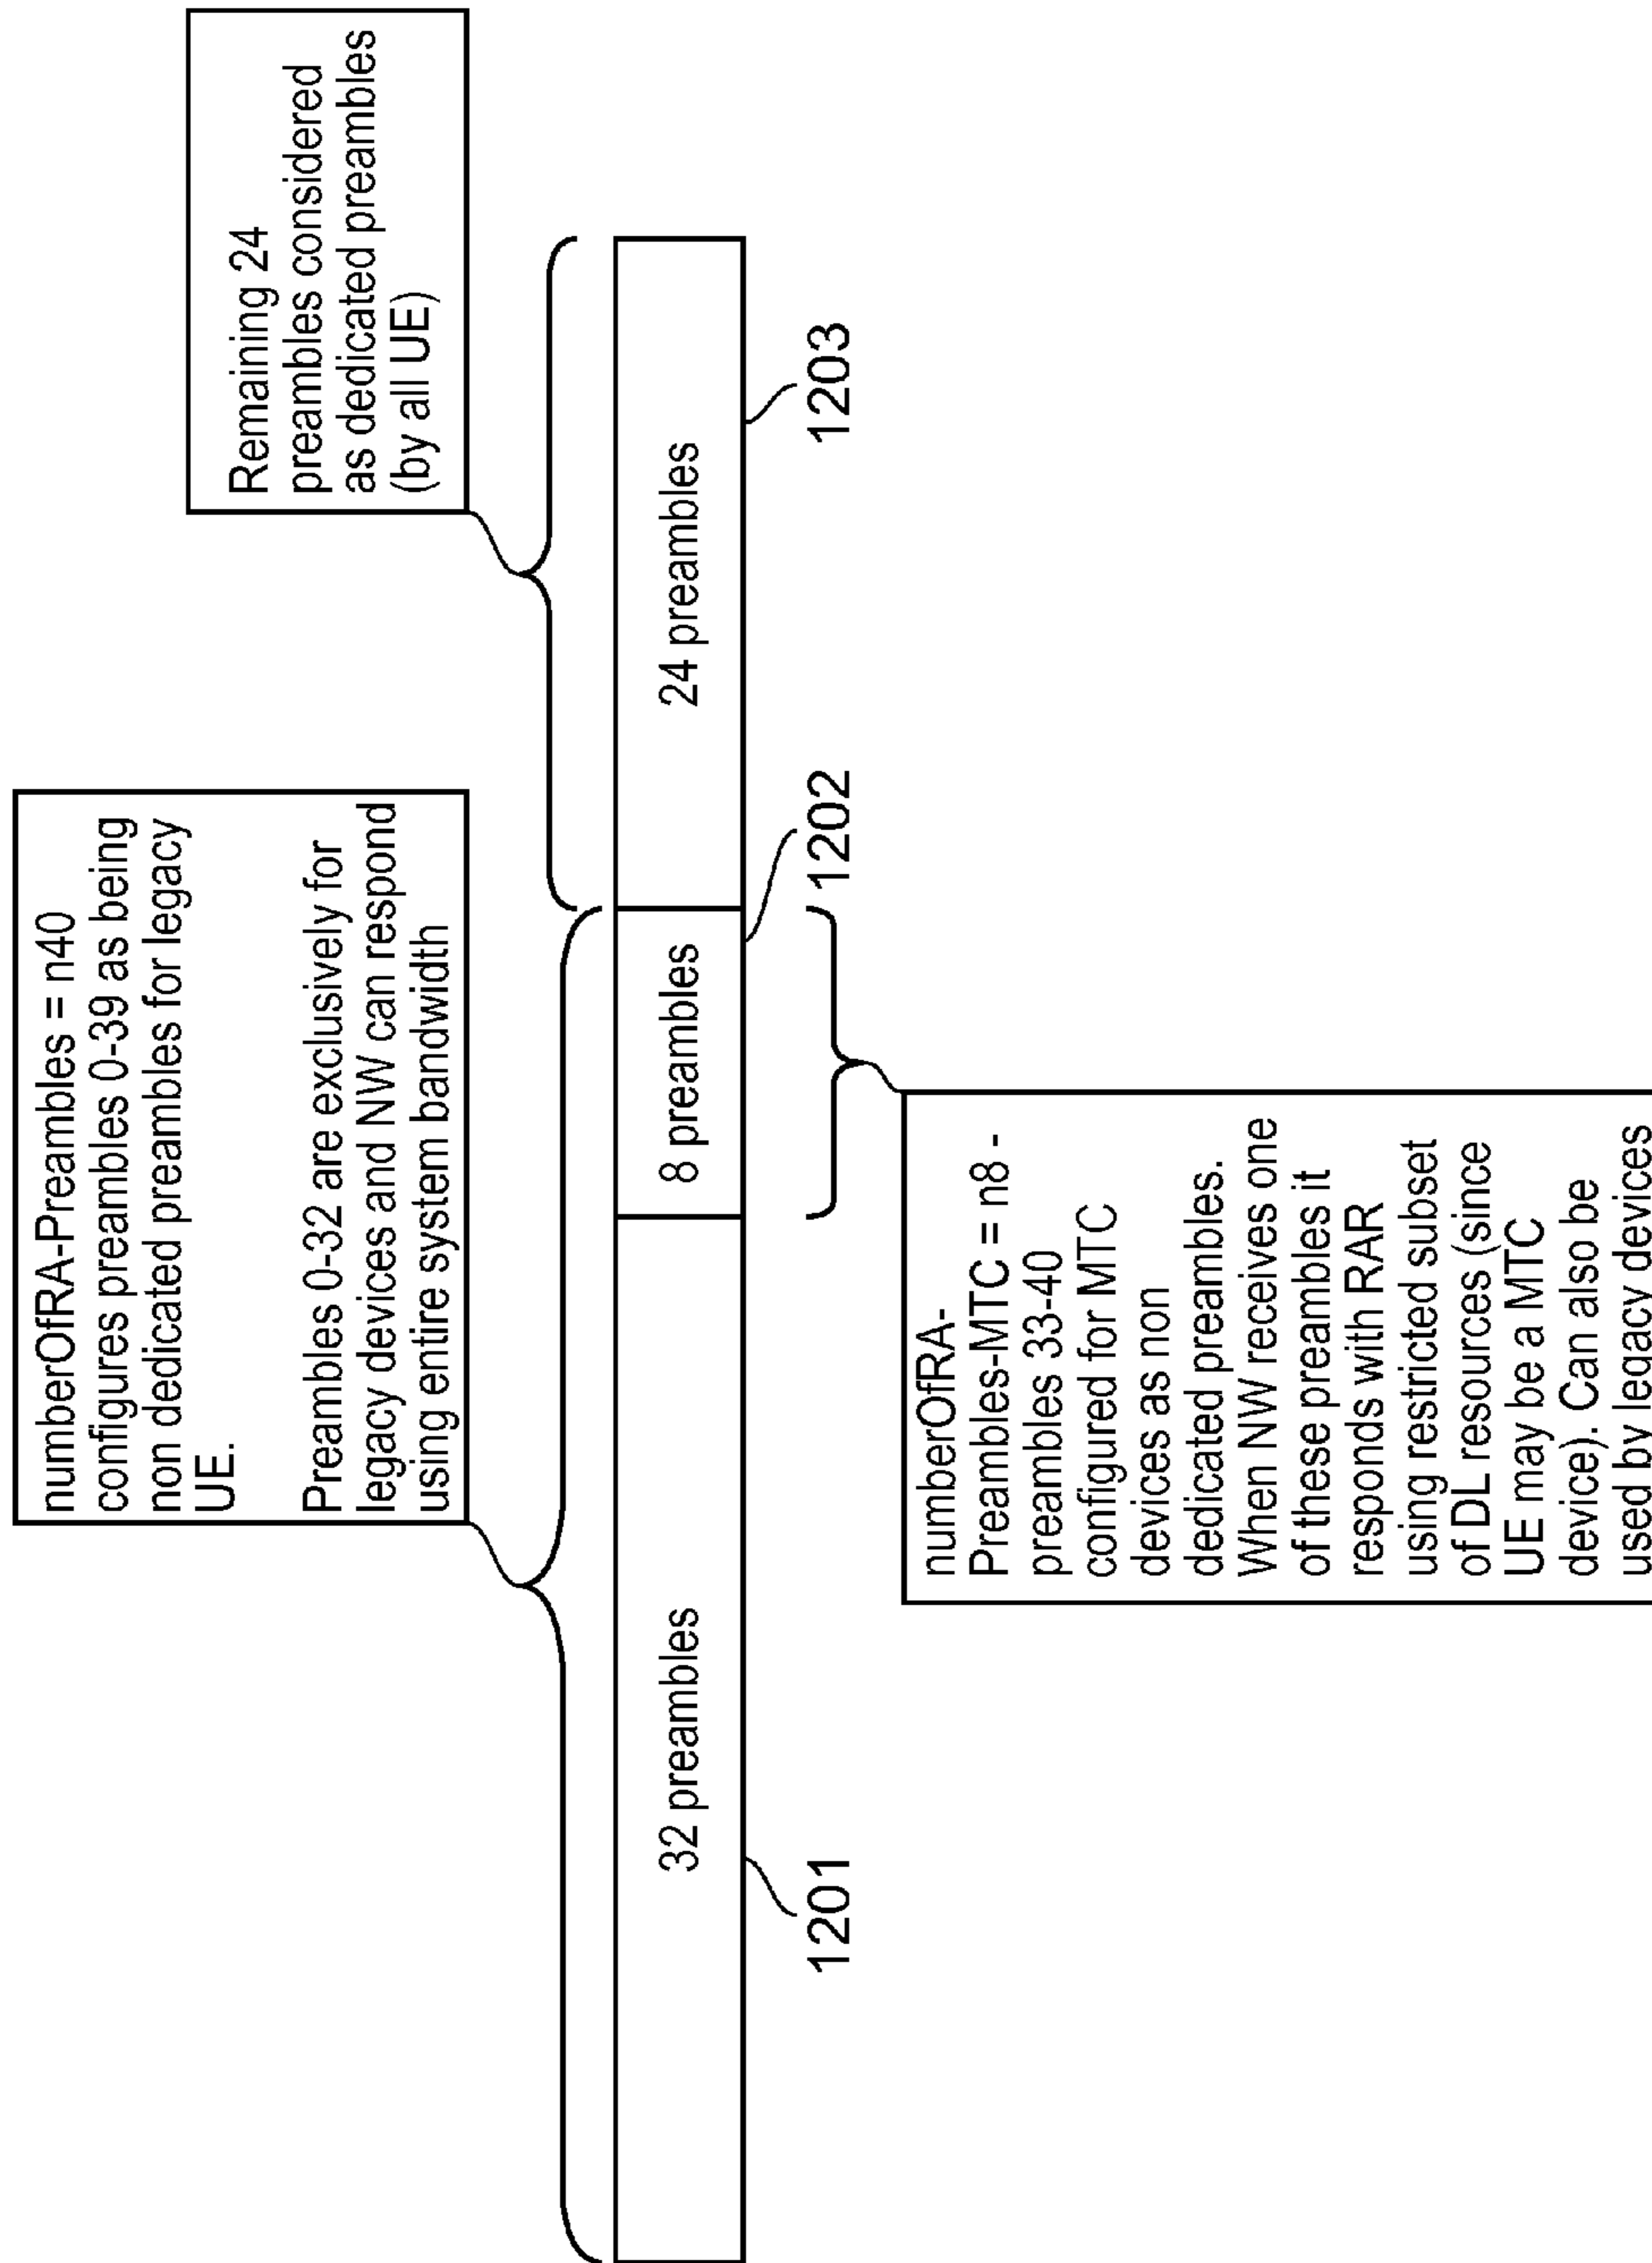 numberOfRA-Preambles = n40
configures preambles 0-39 as being
non dedicated preambles for legacy
UE.
Preambles 0-32 are exclusively for
legacy devices and NW can respond
using entire system bandwidth
Remaining 24
preambles considered
as dedicated preambles
(by all UE)
32 preambles
8 preambles
24 preambles
1201
1202
1203
numberOfRA-
Preambles-MTC = n8 -
preambles 33-40
configured for MTC
devices as non
dedicated preambles.
When NW receives one
of these preambles it
responds with RAR
using restricted subset
of DL resources (since
UE may be a MTC
device). Can also be
used by legacy devices